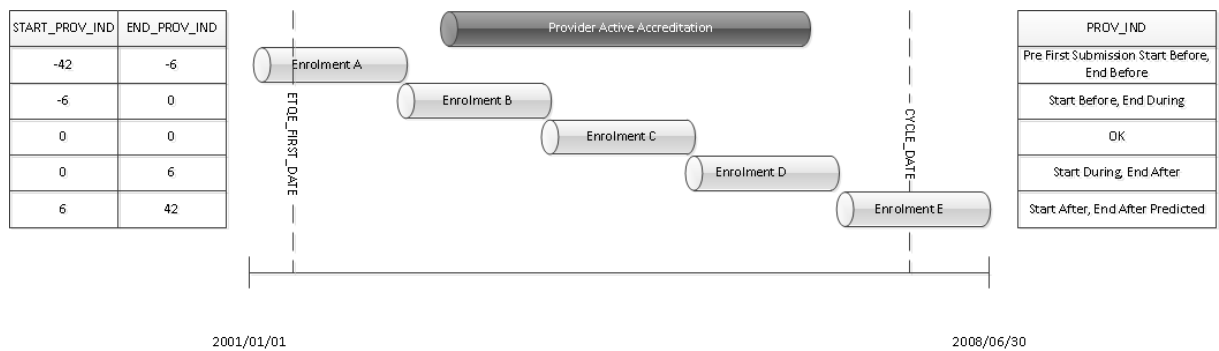 START_PROV_IND END_PROV_IND
Provider Active Accreditation
PROV_IND
-42 -6
Enrolment A
Pre First Submission Start Before,
End Before
-6 0
Enrolment B
Start Before, End During
0 0
Enrolment C
OK
0 6
Enrolment D
Start During, End After
6 42
Enrolment E
Start After, End After Predicted
ETQE_FIRST_DATE
CYCLE_DATE
2001/01/01
2008/06/30